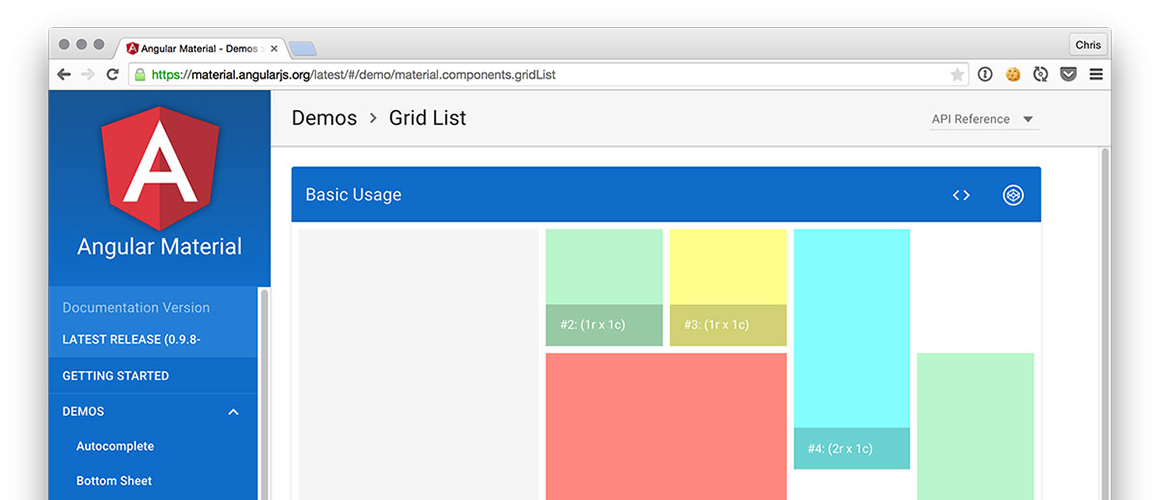 Angular Material - Demos
Chris
https://material.angularjs.org/latest/#/demo/material.components.gridList
A
Angular Material
Documentation Version
LATEST RELEASE (0.9.8-
GETTING STARTED
DEMOS
Autocomplete
Bottom Sheet
Demos > Grid List
API Reference
Basic Usage
<>
#2: (1r x 1c)
#3: (1r x 1c)
#4: (2r x 1c)